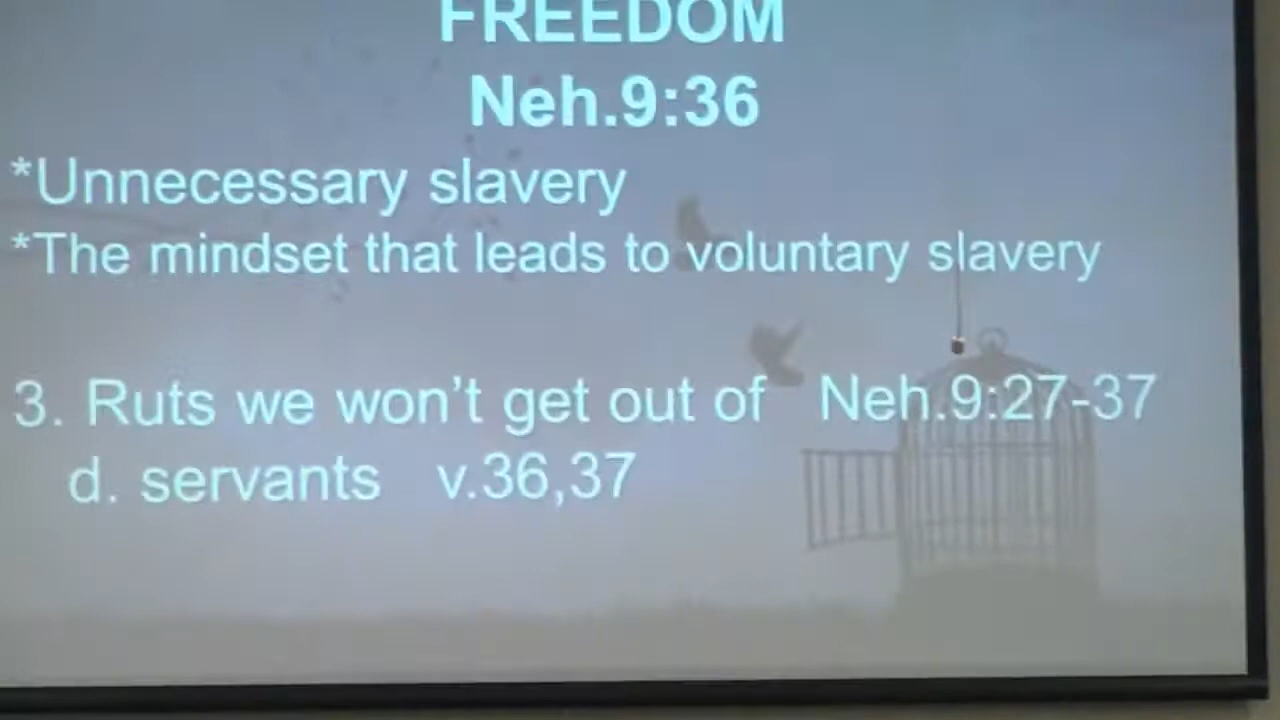 FREEDOM
Neh.9:36
*Unnecessary slavery
*The mindset that leads to voluntary slavery
3. Ruts we won't get out of Neh.9:27-37
d. servants v.36,37